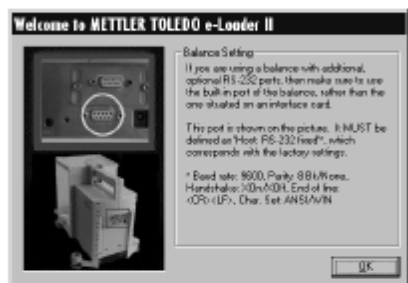 Welcome to METTLER TOLEDO e-Loader II
Balance Setting
If you are using a balance with additional,
optional RS-232 ports, then make sure to use
the built-in port of the balance, rather than the
one situated on an interface card.
This port is shown on the picture. It MUST be
defined as "Host: RS-232 fixed"*, which
corresponds with the factory settings.
* Baud rate: 9600, Parity: 8 Bit/None,
Handshake: XOn/XOff, End of line:
<CR><LF>, Char. Set: ANSI/WIN
OK